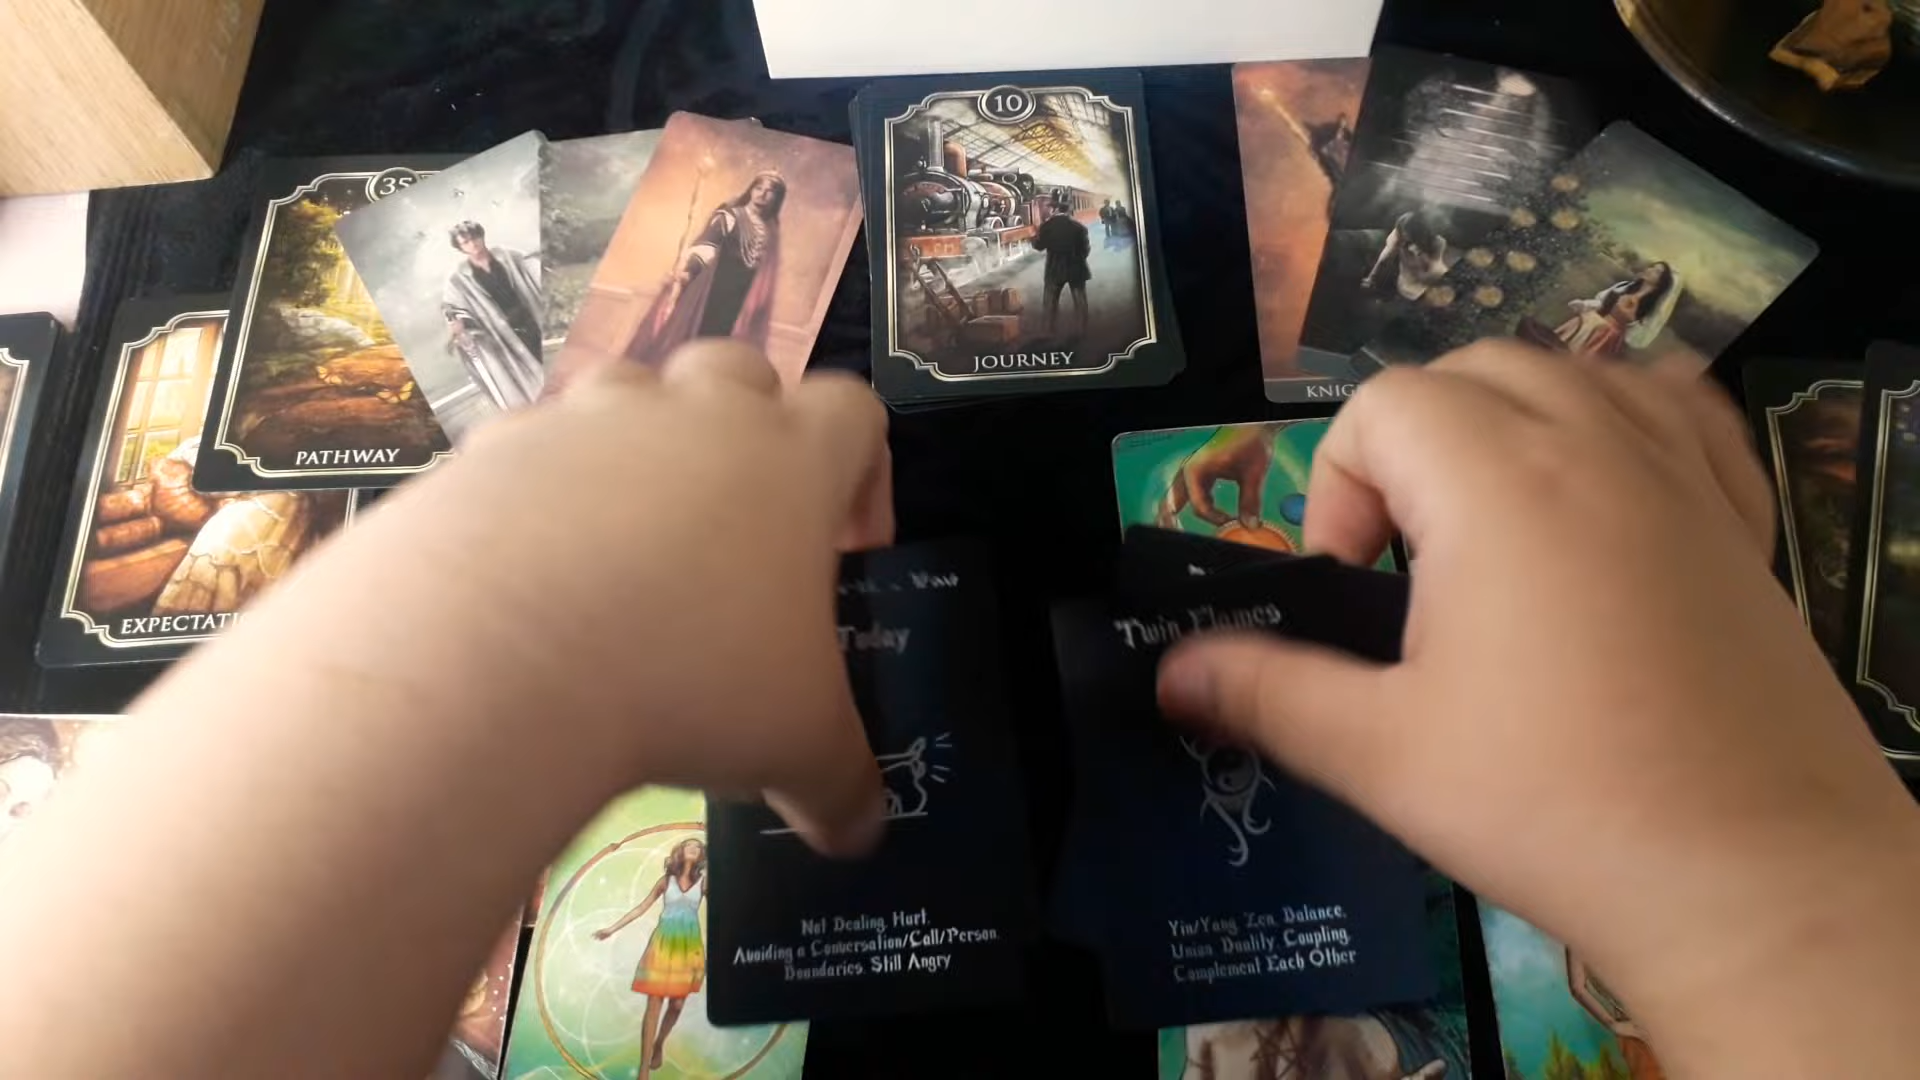 10
35
JOURNEY
PATHWAY
KNIG
EXPECTATI
Today
Twin Flames
Not Dealing, Hurt,
Avoiding a Conversation/Call/Person,
Boundaries, Still Angry
Yin/Yang, Zen, Balance,
Union, Duality, Coupling,
Complement Each Other